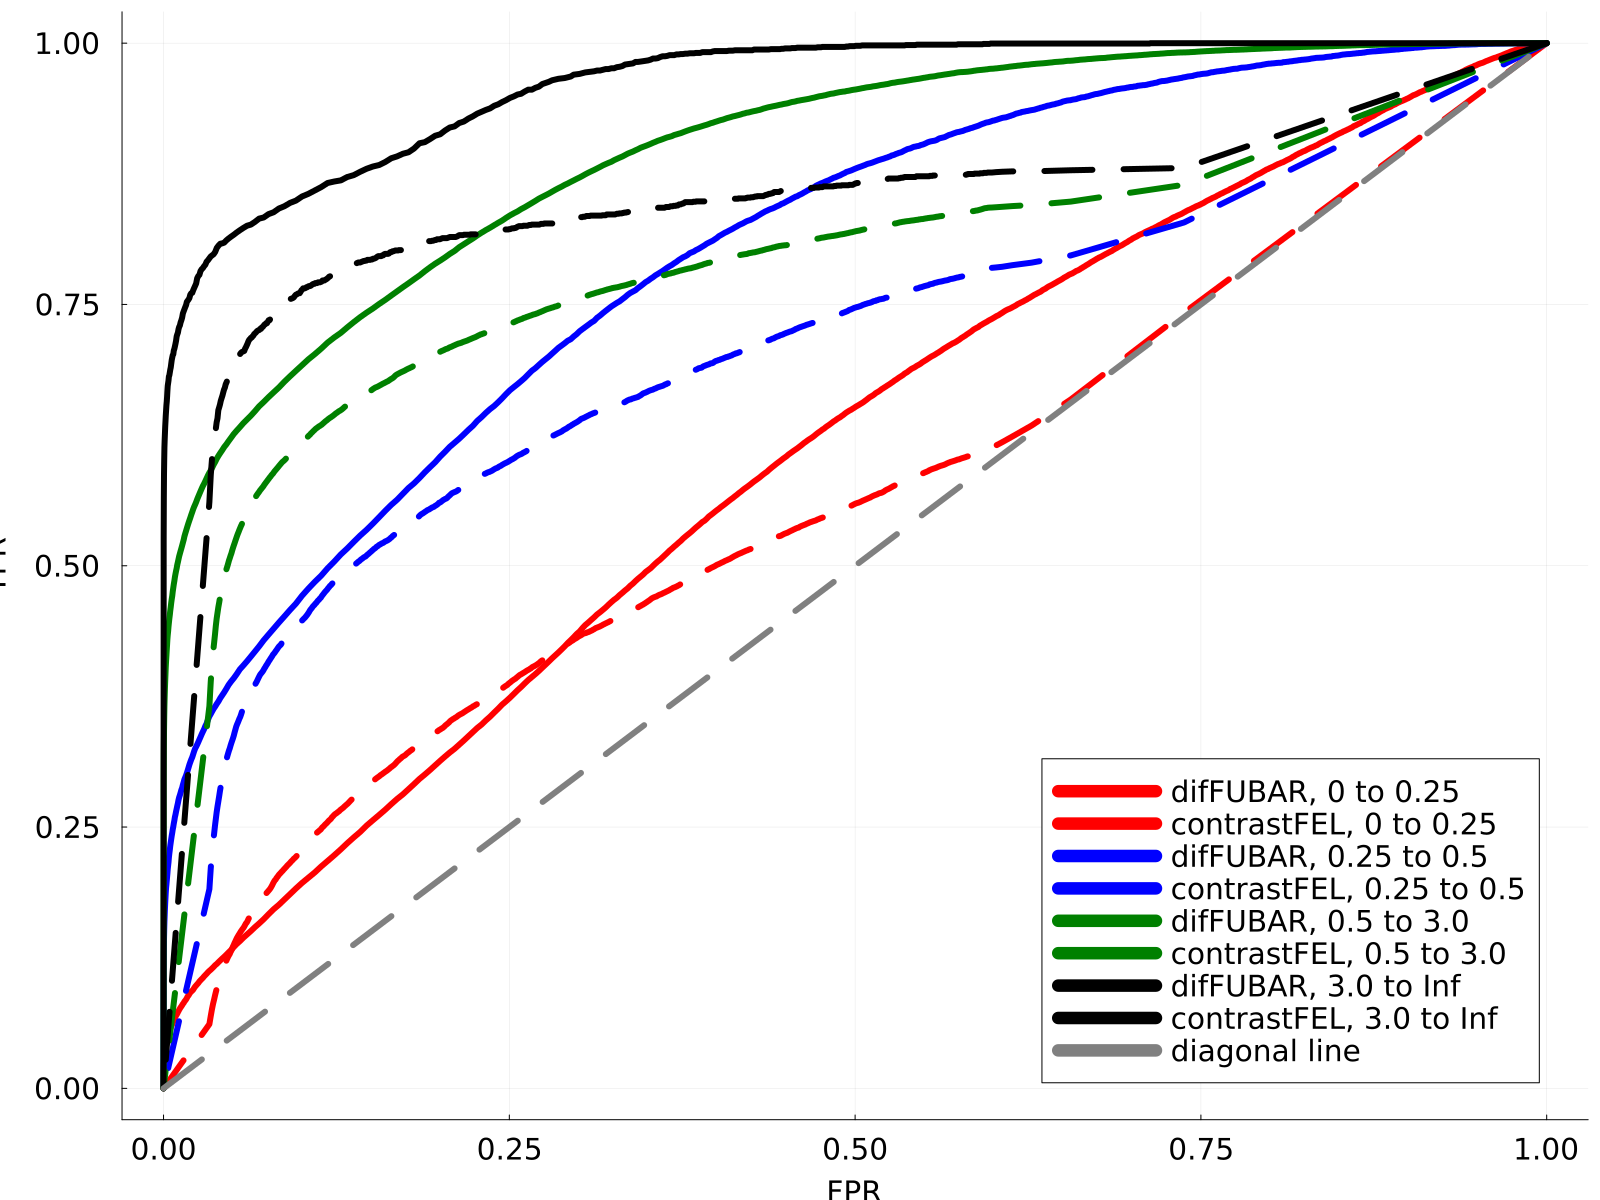 1.00
0.75
0.50
0.25
0.00
0.00 0.25 0.50 0.75 1.00
FPR
difFUBAR, 0 to 0.25
contrastFEL, 0 to 0.25
difFUBAR, 0.25 to 0.5
contrastFEL, 0.25 to 0.5
difFUBAR, 0.5 to 3.0
contrastFEL, 0.5 to 3.0
difFUBAR, 3.0 to Inf
contrastFEL, 3.0 to Inf
diagonal line